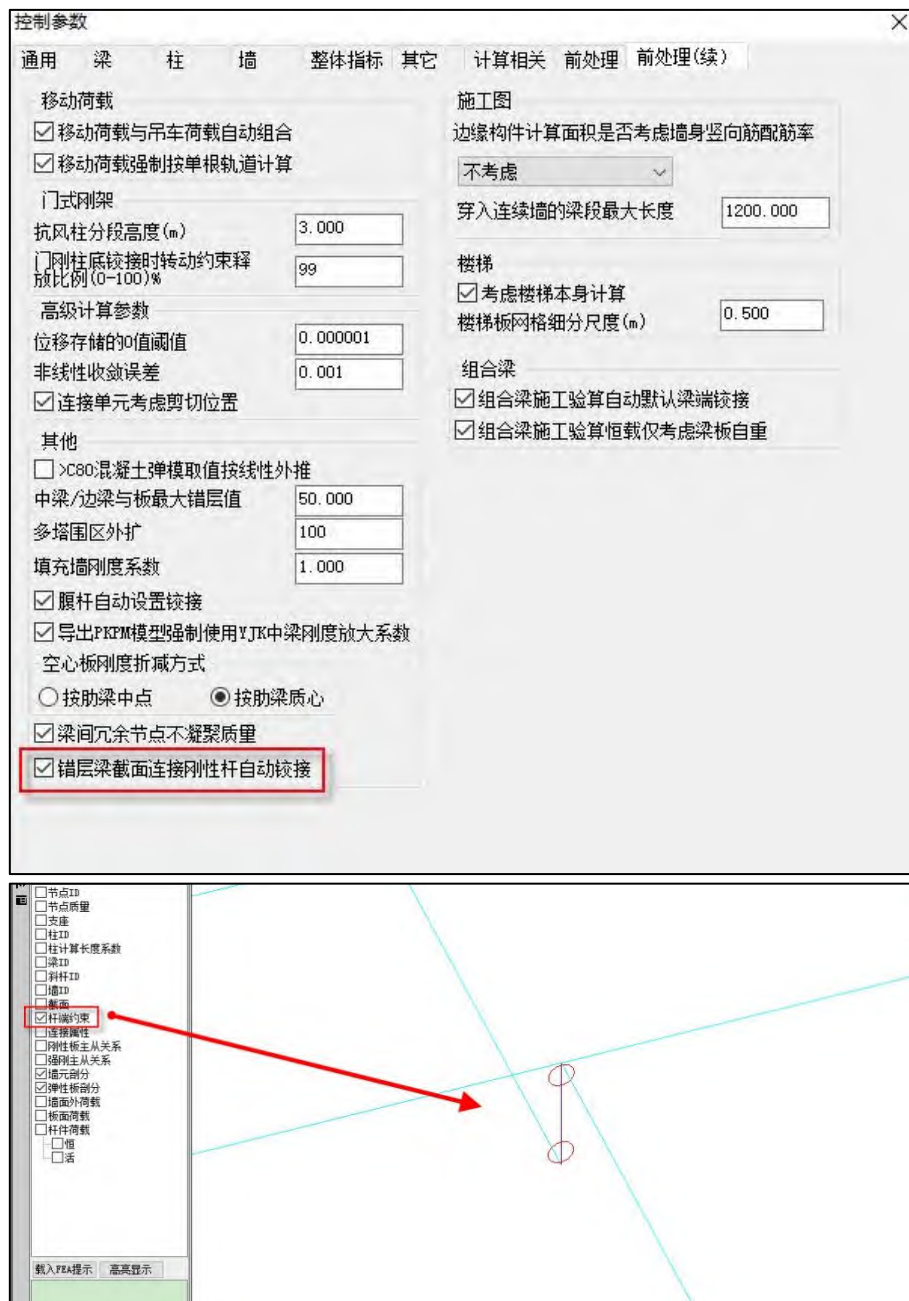 控制参数
通用 梁 柱 墙 整体指标 其它 计算相关 前处理 前处理(续)
移动荷载
移动荷载与吊车荷载自动组合
移动荷载强制按单根轨道计算
门式刚架
抗风柱分段高度(m) 3.000
门刚柱底铰接时转动约束释
放比例(0-100)% 99
高级计算参数
位移存储的0值阈值 0.000001
非线性收敛误差 0.001
连接单元考虑剪切位置
其他
>C80混凝土弹模取值按线性外推
中梁/边梁与板最大错层值 50.000
多塔围区外扩 100
填充墙刚度系数 1.000
腹杆自动设置铰接
导出PKPM模型强制使用YJK中梁刚度放大系数
空心板刚度折减方式
按肋梁中点 按肋梁质心
梁间冗余节点不凝聚质量
错层梁截面连接刚性杆自动铰接
施工图
边缘构件计算面积是否考虑墙身竖向筋配筋率
不考虑
穿入连续墙的梁段最大长度 1200.000
楼梯
考虑楼梯本身计算
楼梯板网格细分尺度(m) 0.500
组合梁
组合梁施工验算自动默认梁端铰接
组合梁施工验算恒载仅考虑梁板自重
节点ID
节点质量
支座
柱ID
柱计算长度系数
梁ID
斜杆ID
墙ID
截面
杆端约束
连接属性
刚性板主从关系
强刚主从关系
墙元剖分
弹性板剖分
墙面外荷载
板面荷载
杆件荷载
恒
活
载入FEA提示 高亮显示